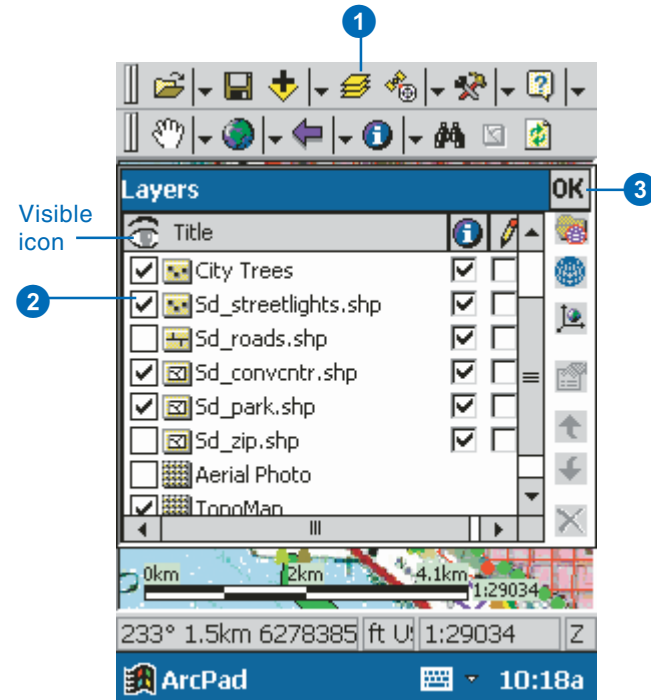 1
Layers
OK
3
Visible
icon
Title
City Trees
2
Sd_streetlights.shp
Sd_roads.shp
Sd_convcntr.shp
Sd_park.shp
Sd_zip.shp
Aerial Photo
TopoMap
0km 2km 4.1km
1:29034
233° 1.5km 6278385 ft U 1:29034 Z
ArcPad 10:18a